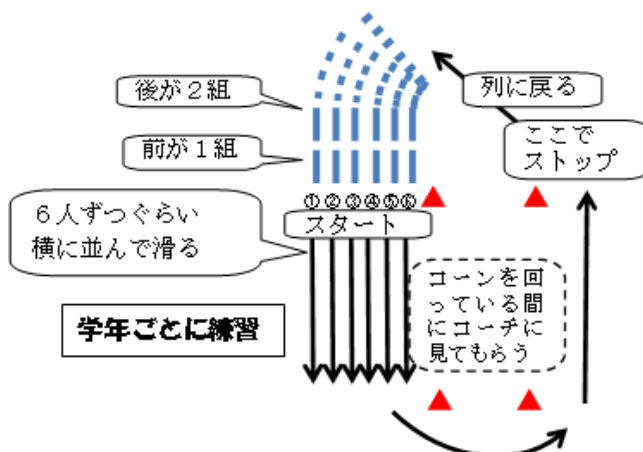 後が２組
前が１組
列に戻る
ここで
ストップ
①②③④⑤⑥
スタート
６人ずつぐらい
横に並んで滑る
学年ごとに練習
コーンを回
っている間
にコーチに
見てもらう